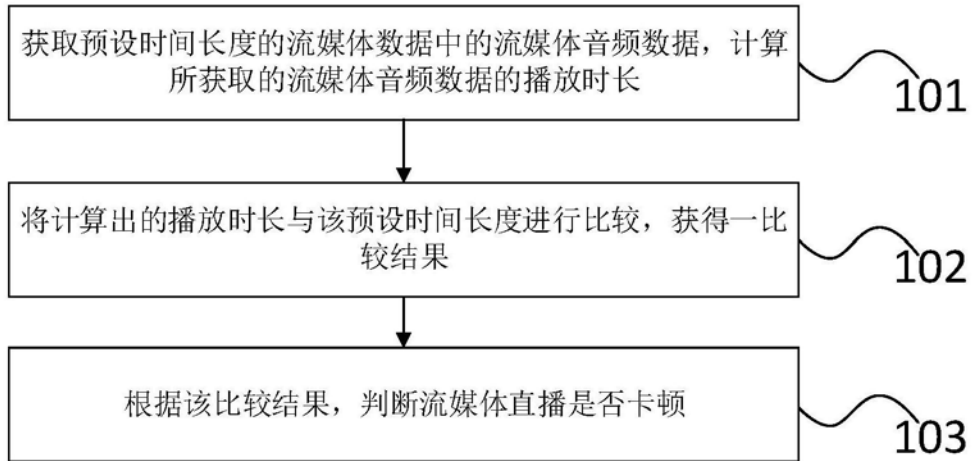 获取预设时间长度的流媒体数据中的流媒体音频数据，计算
所获取的流媒体音频数据的播放时长
101
将计算出的播放时长与该预设时间长度进行比较，获得一比
较结果
102
根据该比较结果，判断流媒体直播是否卡顿
103